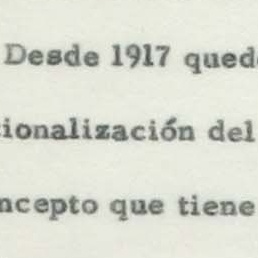 Desde 1917 qued
cionalización del
ncepto que tiene